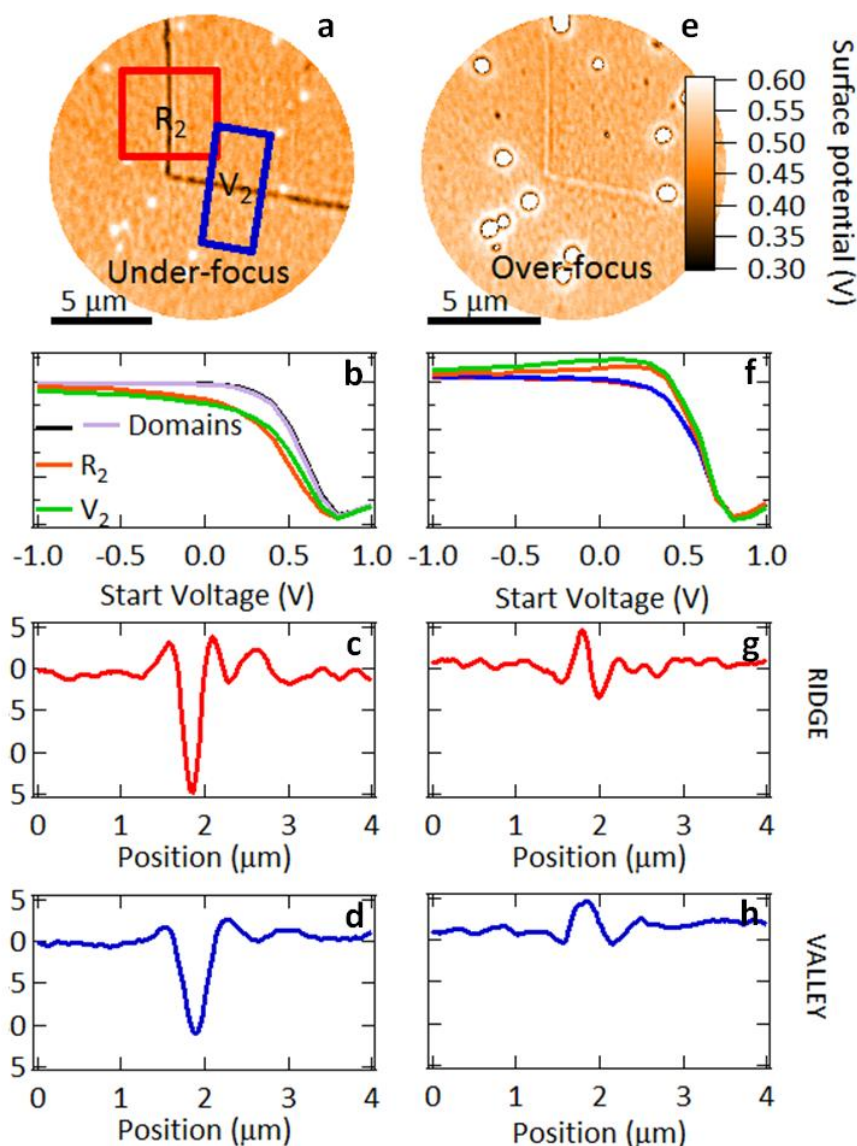 a
R2
V2
Under-focus
5 μm
e
Over-focus
5 μm
0.60
0.50
0.45
0.40
0.35
0.30
Surface potential (V)
b
Domains
R2
V2
-1.0 -0.5 0.0 0.5 1.0
Start Voltage (V)
f
-1.0 -0.5 0.0 0.5 1.0
Start Voltage (V)
c
5
0
5
0
5
0 1 2 3 4
Position (μm)
g
0 1 2 3 4
Position (μm)
RIDGE
d
5
0
5
0
5
0 1 2 3 4
Position (μm)
h
0 1 2 3 4
Position (μm)
VALLEY